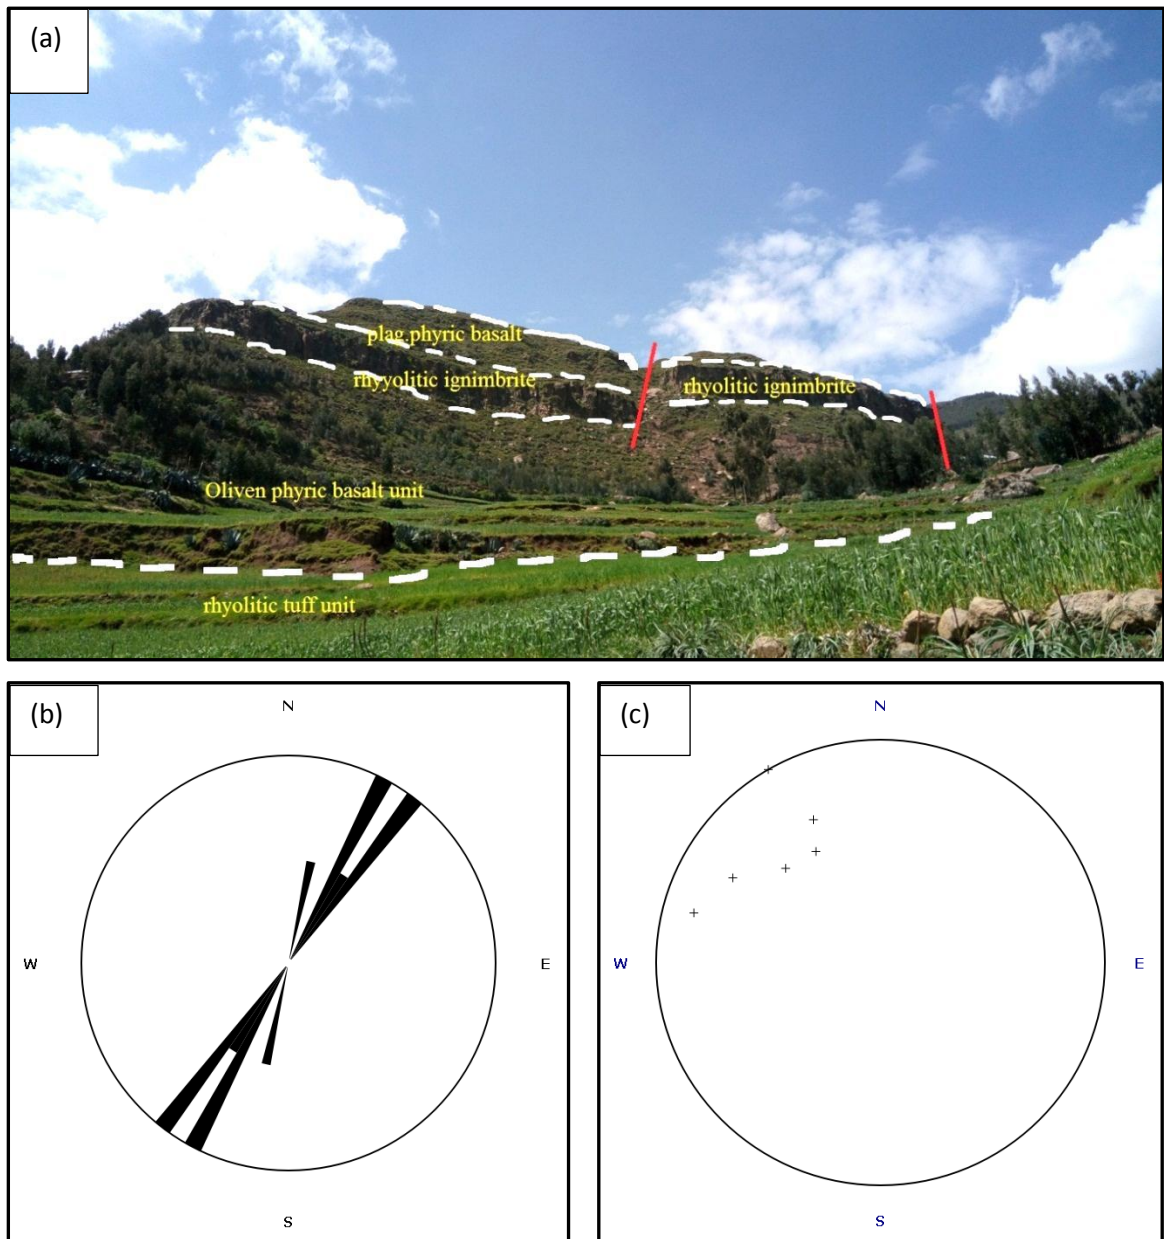 (a)
plag.phyric basalt
rhyyolitic ignimbrite
rhyolitic ignimbrite
Oliven phyric basalt unit
rhyolitic tuff unit
(b)
N
W
E
S
(c)
N
W
E
S